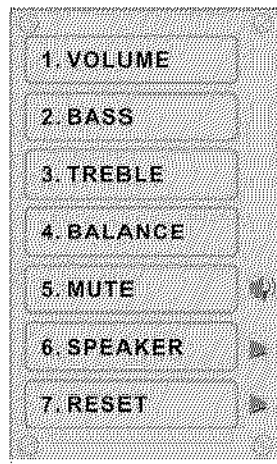 1. VOLUME
2. BASS
3. TREBLE
4. BALANCE
5. MUTE
6. SPEAKER
7. RESET